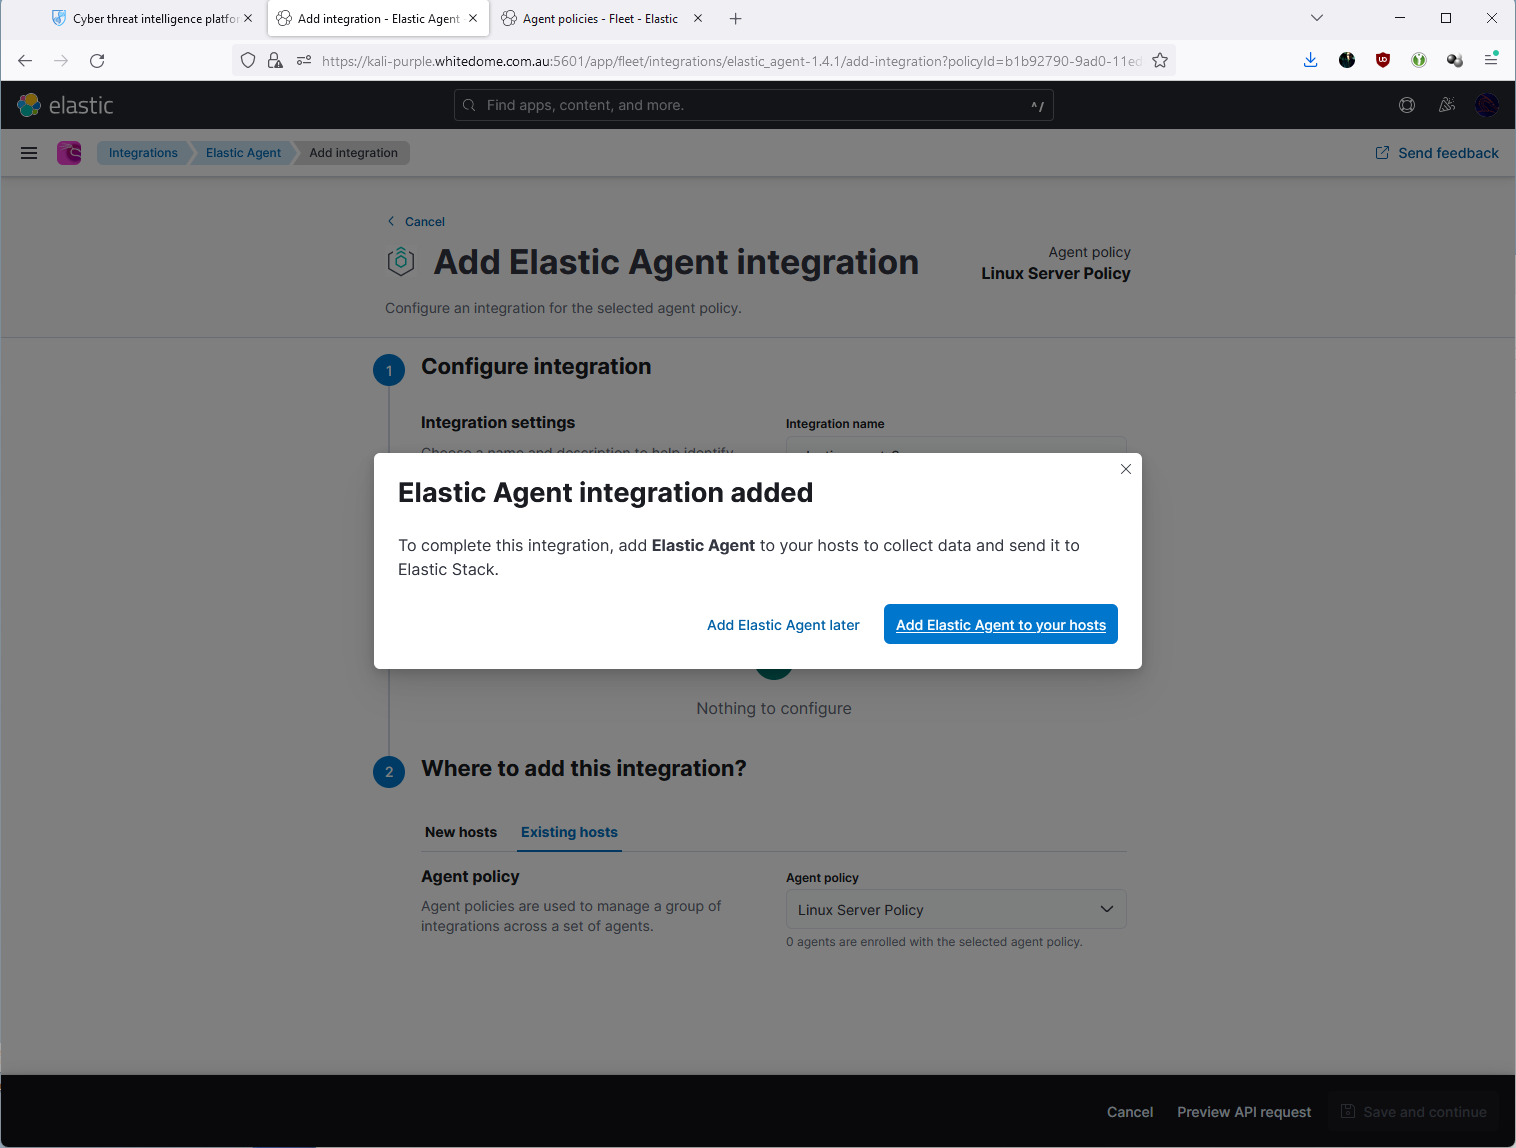 Cyber threat intelligence platfor
Add integration - Elastic Agent
Agent policies - Fleet - Elastic
https://kali-purple.whitedome.com.au:5601/app/fleet/integrations/elastic_agent-1.4.1/add-integration?policyId=b1b92790-9ad0-11ed
elastic
Find apps, content, and more.
^/
Integrations
Elastic Agent
Add integration
Send feedback
Cancel
Add Elastic Agent integration
Agent policy
Linux Server Policy
Configure an integration for the selected agent policy.
1
Configure integration
Integration settings
Integration name
Choose a name and description to help identify
Elastic Agent integration added
To complete this integration, add Elastic Agent to your hosts to collect data and send it to
Elastic Stack.
Add Elastic Agent later
Add Elastic Agent to your hosts
Nothing to configure
2
Where to add this integration?
New hosts
Existing hosts
Agent policy
Agent policies are used to manage a group of
integrations across a set of agents.
Agent policy
Linux Server Policy
0 agents are enrolled with the selected agent policy.
Cancel
Preview API request
Save and continue